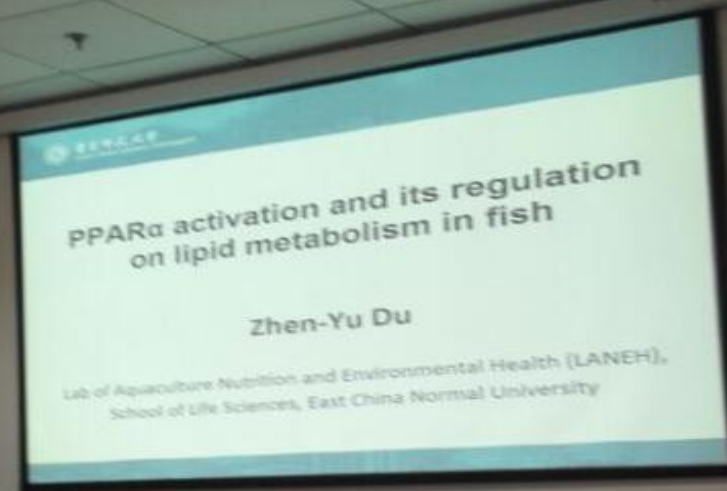 PPARα activation and its regulation
on lipid metabolism in fish
Zhen-Yu Du
Lab of Aquaculture Nutrition and Environmental Health (LANEH),
School of Life Sciences, East China Normal University